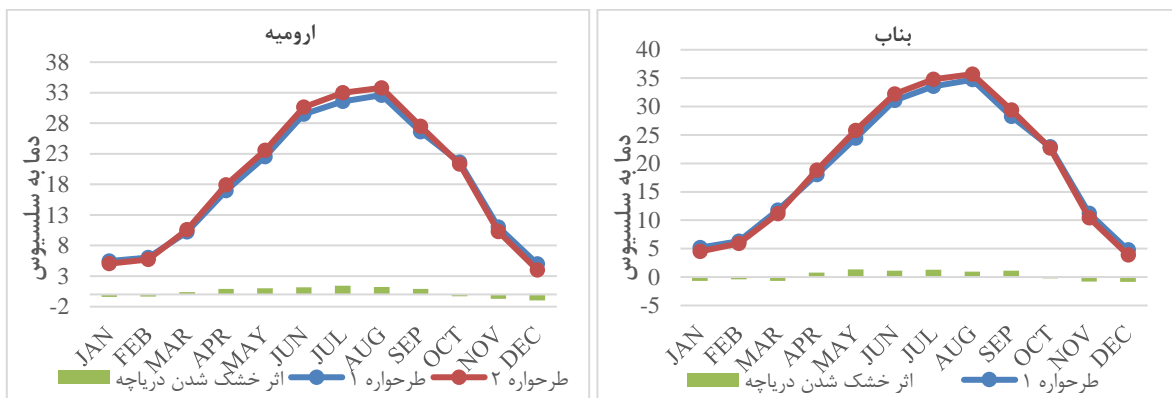 ارومیه
دما به سلسیوس
38
33
28
23
18
13
8
3
-2
JAN FEB MAR APR MAY JUN JUL AUG SEP OCT NOV DEC
اثر خشک شدن دریاچه طرحواره ۱ طرحواره ۲
بناب
دما به سلسیوس
40
35
30
25
20
15
10
5
0
-5
JAN FEB MAR APR MAY JUN JUL AUG SEP OCT NOV DEC
اثر خشک شدن دریاچه طرحواره ۱